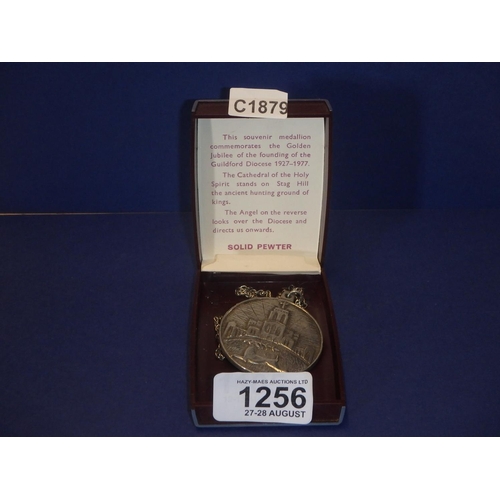 C1879
This souvenir medallion
commemorates the Golden
Jubilee of the founding of the
Guildford Diocese 1927–1977.
The Cathedral of the Holy
Spirit stands on Stag Hill
the ancient hunting ground of
kings.
The Angel on the reverse
looks over the Diocese and
directs us onwards.
SOLID PEWTER
HAZY-MAES AUCTIONS LTD
1256
27-28 AUGUST